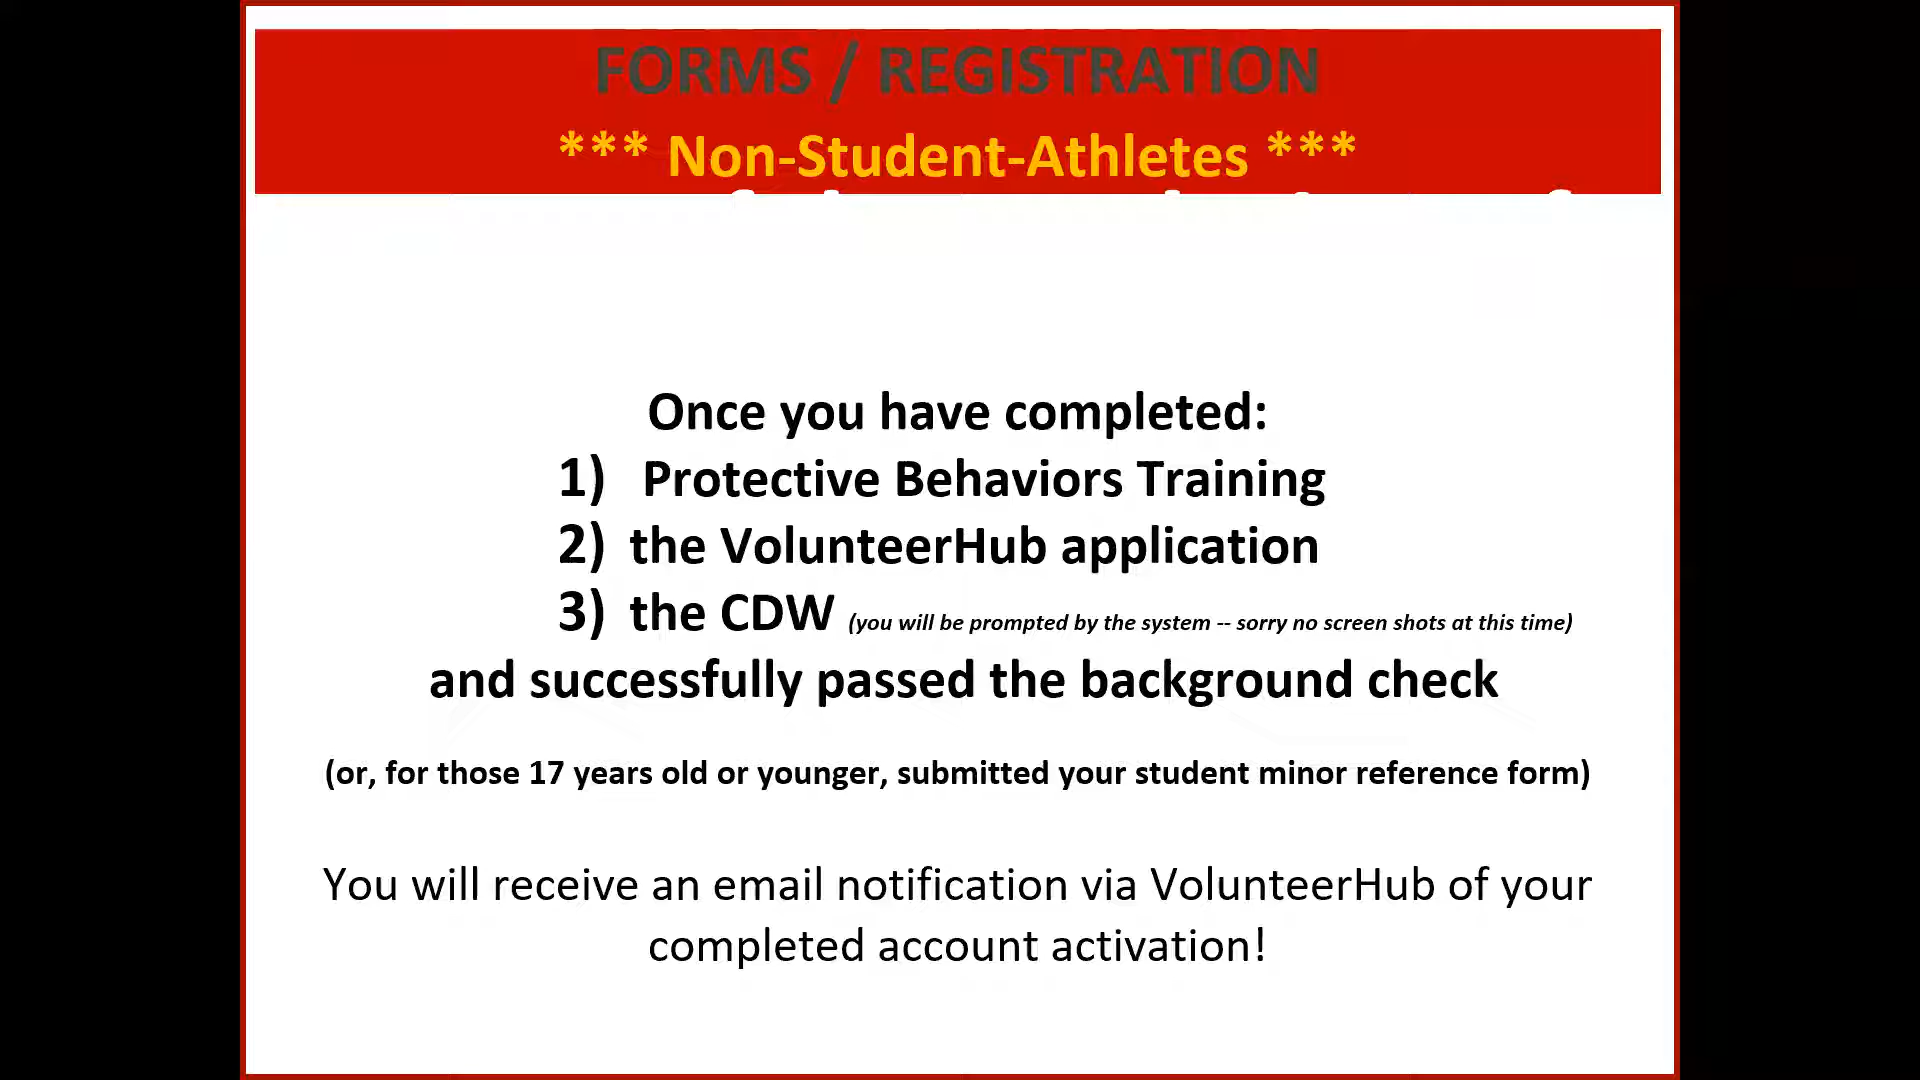 FORMS / REGISTRATION
*** Non-Student-Athletes ***
Once you have completed:
1) Protective Behaviors Training
2) the VolunteerHub application
3) the CDW (you will be prompted by the system -- sorry no screen shots at this time)
and successfully passed the background check
(or, for those 17 years old or younger, submitted your student minor reference form)
You will receive an email notification via VolunteerHub of your
completed account activation!